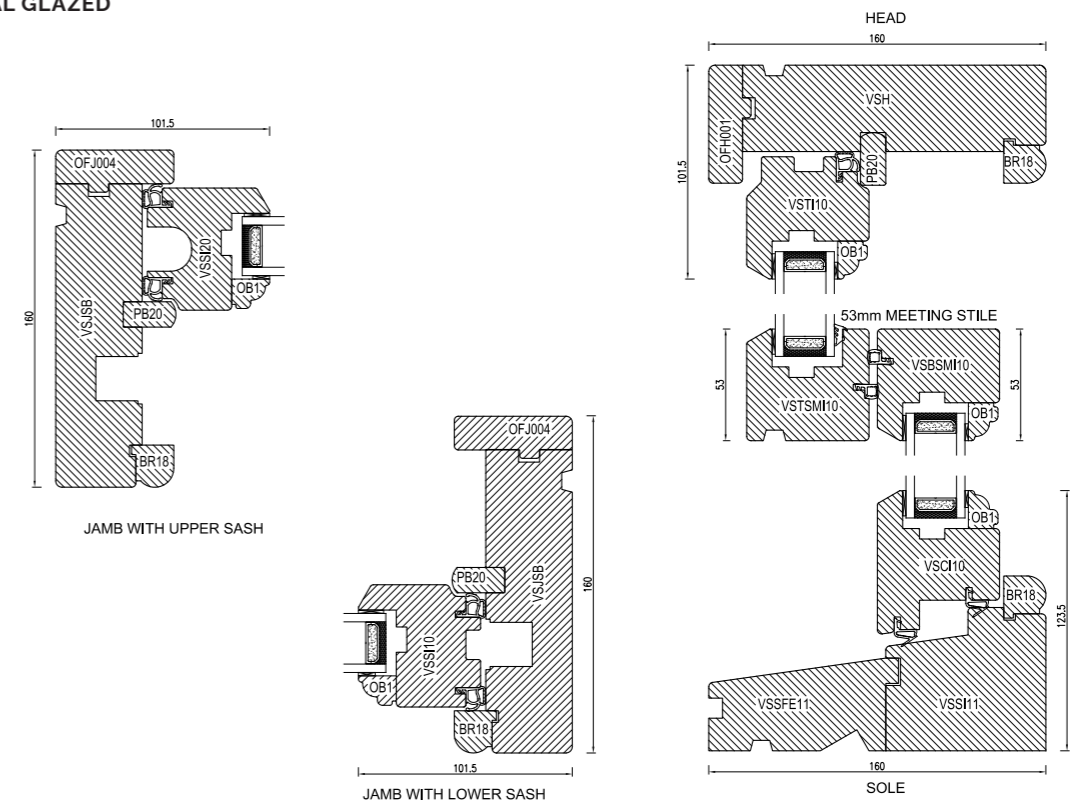 AL GLAZED
HEAD
160
101.5
OFH001
VSH
PB20
BR18
VSTI10
OB1
53mm MEETING STILE
53
VSTSMI10
VSBSMI10
OB1
53
OB1
VSCI10
BR18
123.5
VSSFE11
VSSI11
160
SOLE
101.5
OFJ004
160
VSJSB
VSSI20
OB1
PB20
BR18
JAMB WITH UPPER SASH
OFJ004
PB20
VSJSB
160
VSSI10
OB1
BR18
101.5
JAMB WITH LOWER SASH